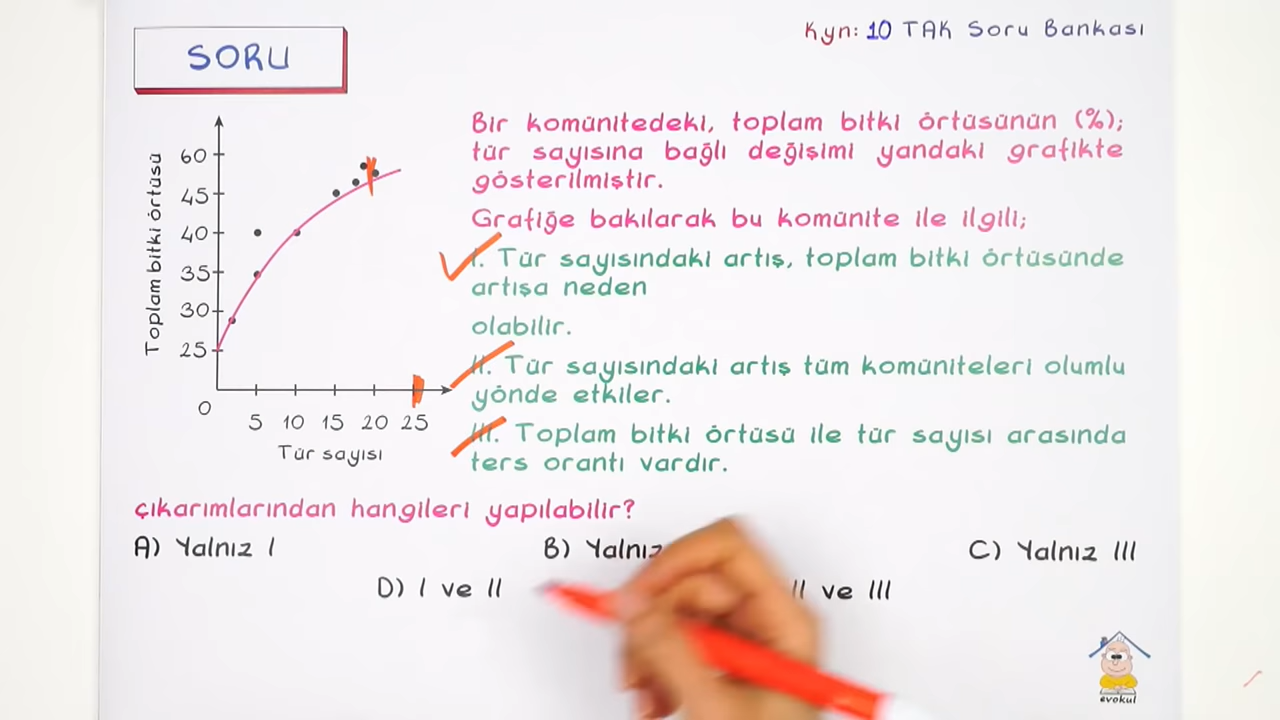 SORU
Kyn: 10 TAK Soru Bankası
Toplam bitki örtüsü
60
45
40
35
30
25
0
5 10 15 20 25
Tür sayısı
Bir komünitedeki, toplam bitki örtüsünün (%);
tür sayısına bağlı değişimi yandaki grafikte
gösterilmiştir.
Grafiğe bakılarak bu komünite ile ilgili;
I. Tür sayısındaki artış, toplam bitki örtüsünde
artışa neden
olabilir.
II. Tür sayısındaki artış tüm komüniteleri olumlu
yönde etkiler.
III. Toplam bitki örtüsü ile tür sayısı arasında
ters orantı vardır.
çıkarımlarından hangileri yapılabilir?
A) Yalnız I
B) Yalnız
C) Yalnız III
D) I ve II
II ve III
evokul